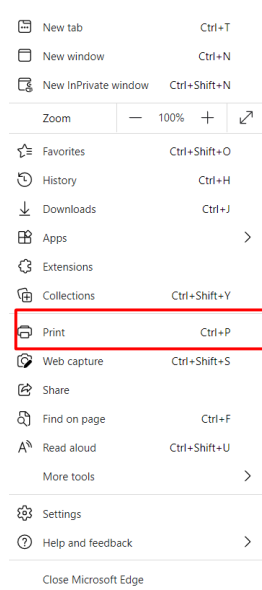 New tab Ctrl+T
New window Ctrl+N
New InPrivate window Ctrl+Shift+N
Zoom — 100% +
Favorites Ctrl+Shift+O
History Ctrl+H
Downloads Ctrl+J
Apps
Extensions
Collections Ctrl+Shift+Y
Print Ctrl+P
Web capture Ctrl+Shift+S
Share
Find on page Ctrl+F
Read aloud Ctrl+Shift+U
More tools
Settings
Help and feedback
Close Microsoft Edge